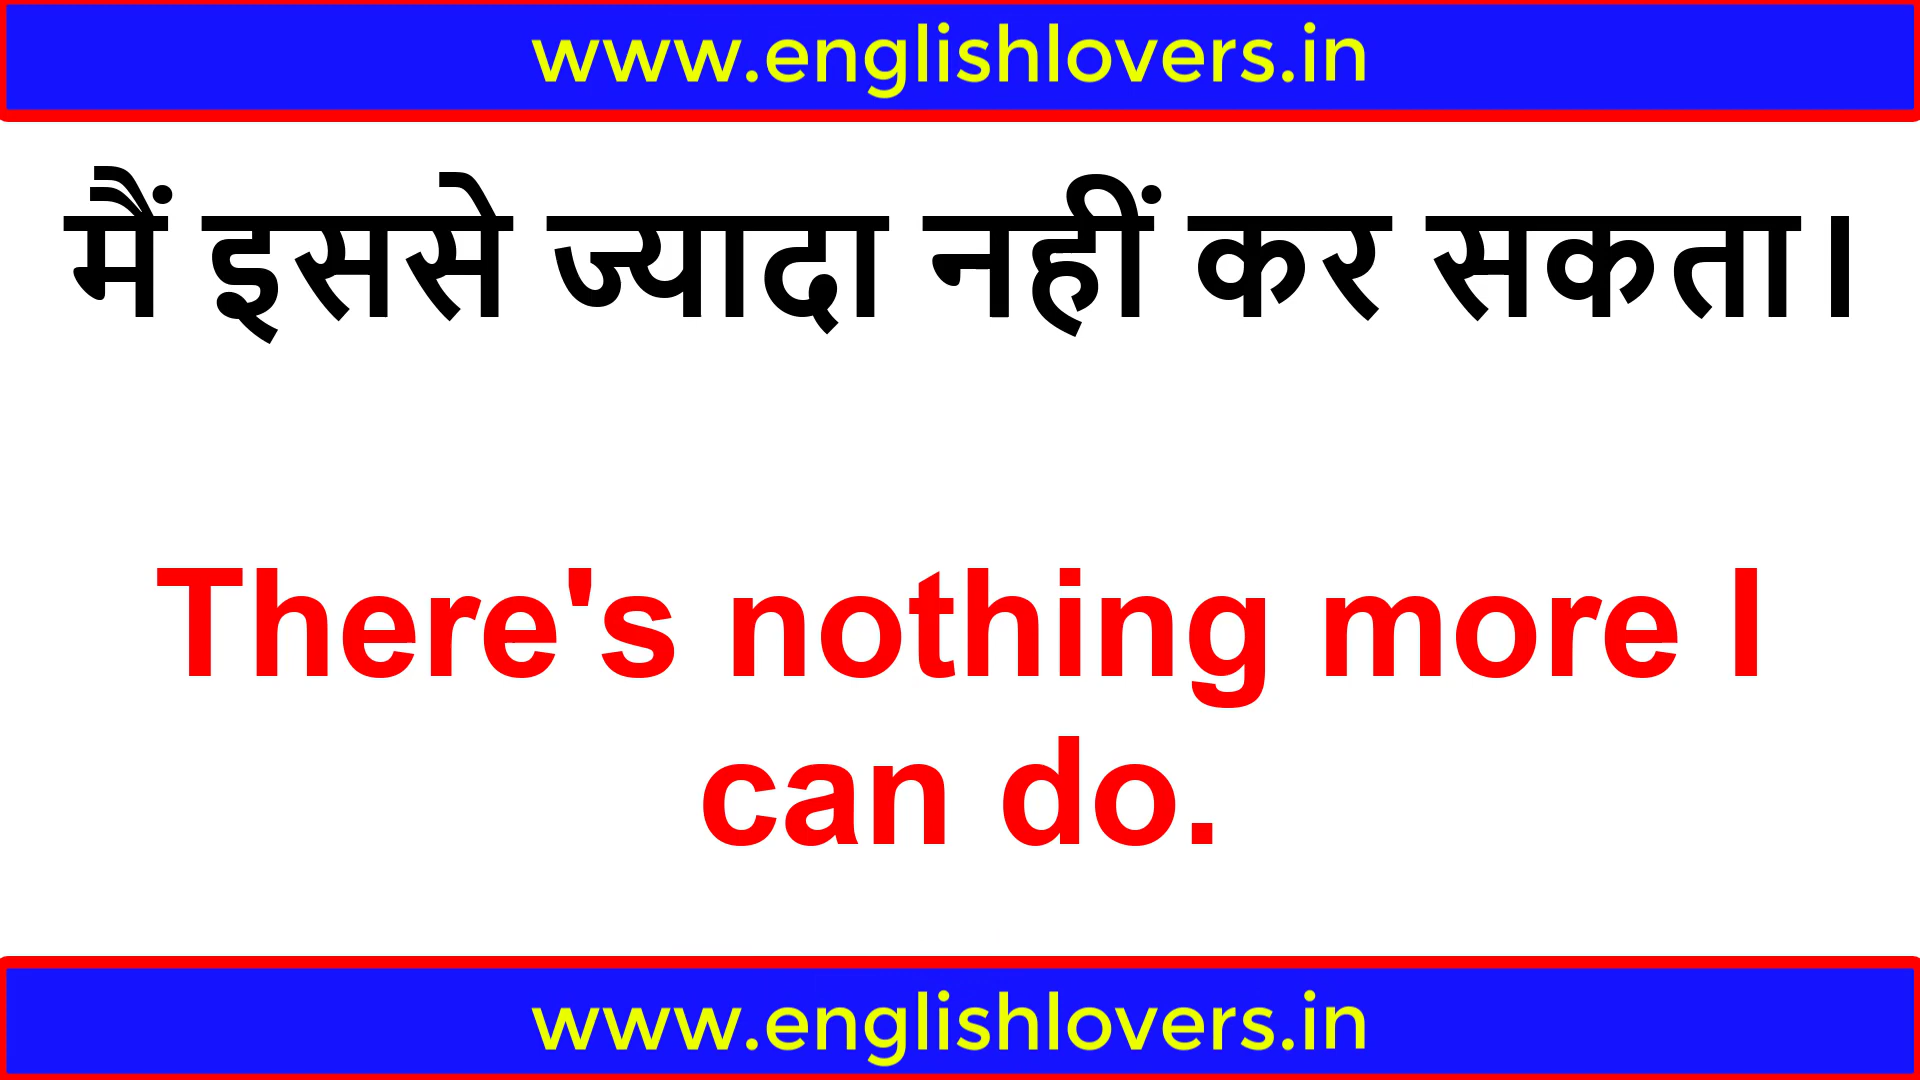 www.englishlovers.in
मैं इससे ज्यादा नहीं कर सकता।
There's nothing more I
can do.
www.englishlovers.in